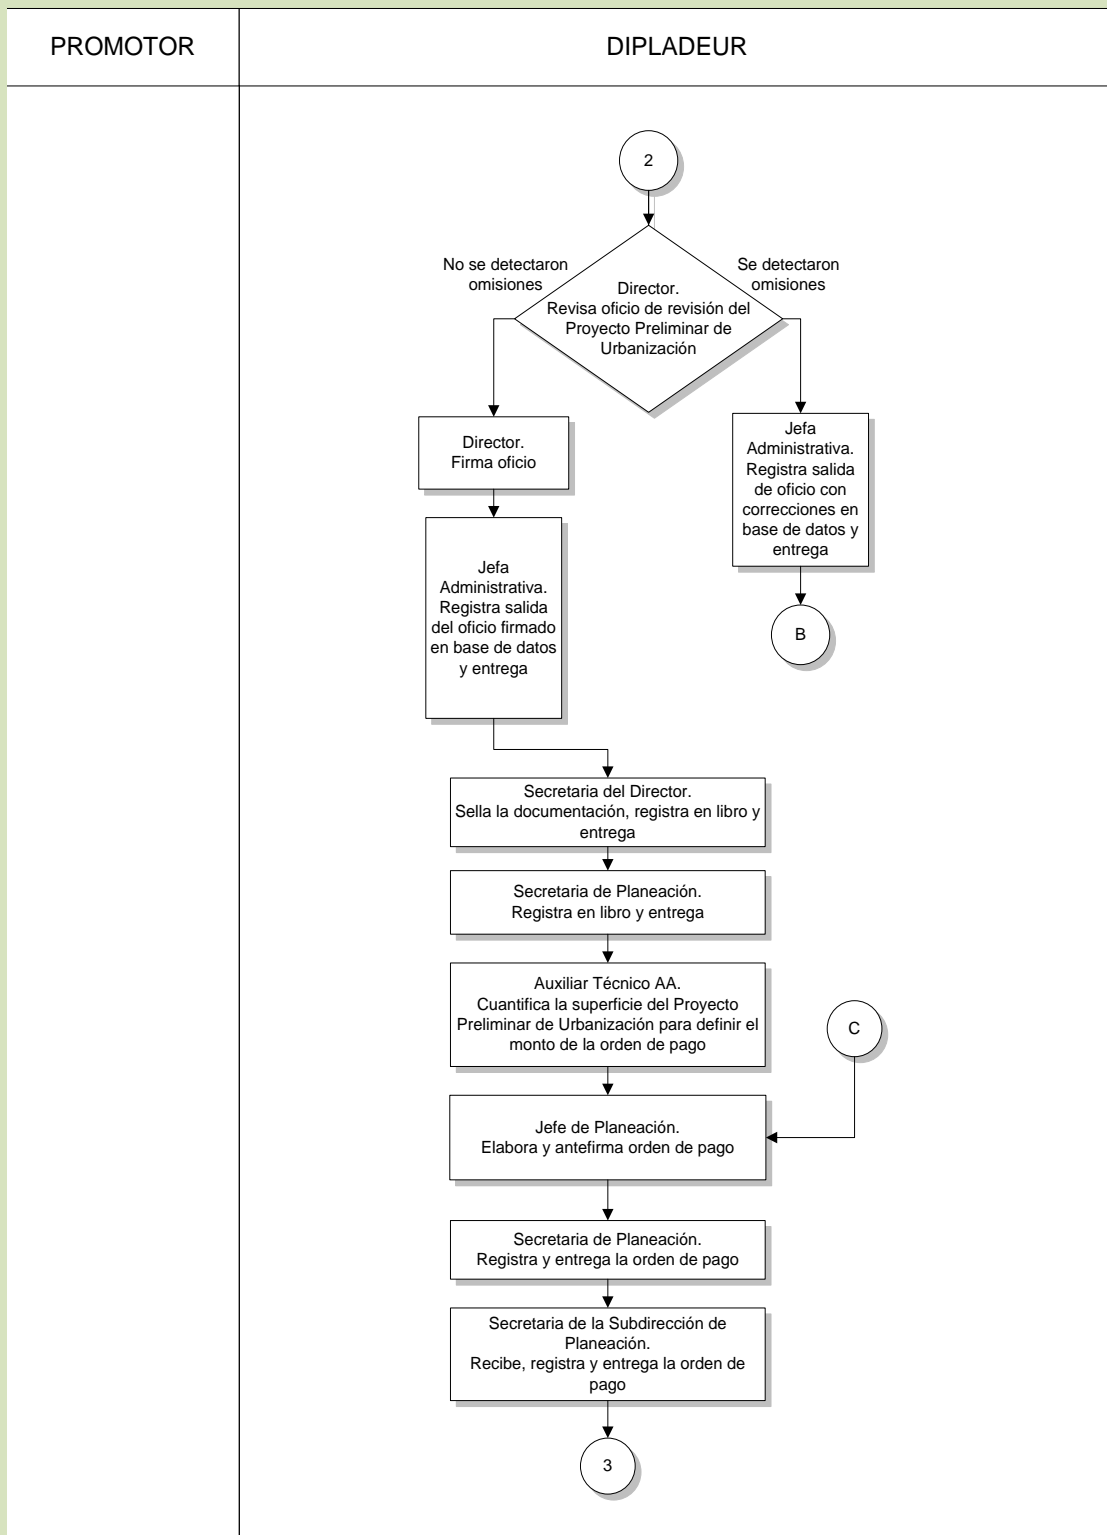 PROMOTOR
DIPLADEUR
2
No se detectaron
omisiones
Se detectaron
omisiones
Director.
Revisa oficio de revisión del
Proyecto Preliminar de
Urbanización
Director.
Firma oficio
Jefa
Administrativa.
Registra salida
de oficio con
correcciones en
base de datos y
entrega
Jefa
Administrativa.
Registra salida
del oficio firmado
en base de datos
y entrega
B
Secretaria del Director.
Sella la documentación, registra en libro y
entrega
Secretaria de Planeación.
Registra en libro y entrega
Auxiliar Técnico AA.
Cuantifica la superficie del Proyecto
Preliminar de Urbanización para definir el
monto de la orden de pago
C
Jefe de Planeación.
Elabora y antefirma orden de pago
Secretaria de Planeación.
Registra y entrega la orden de pago
Secretaria de la Subdirección de
Planeación.
Recibe, registra y entrega la orden de
pago
3